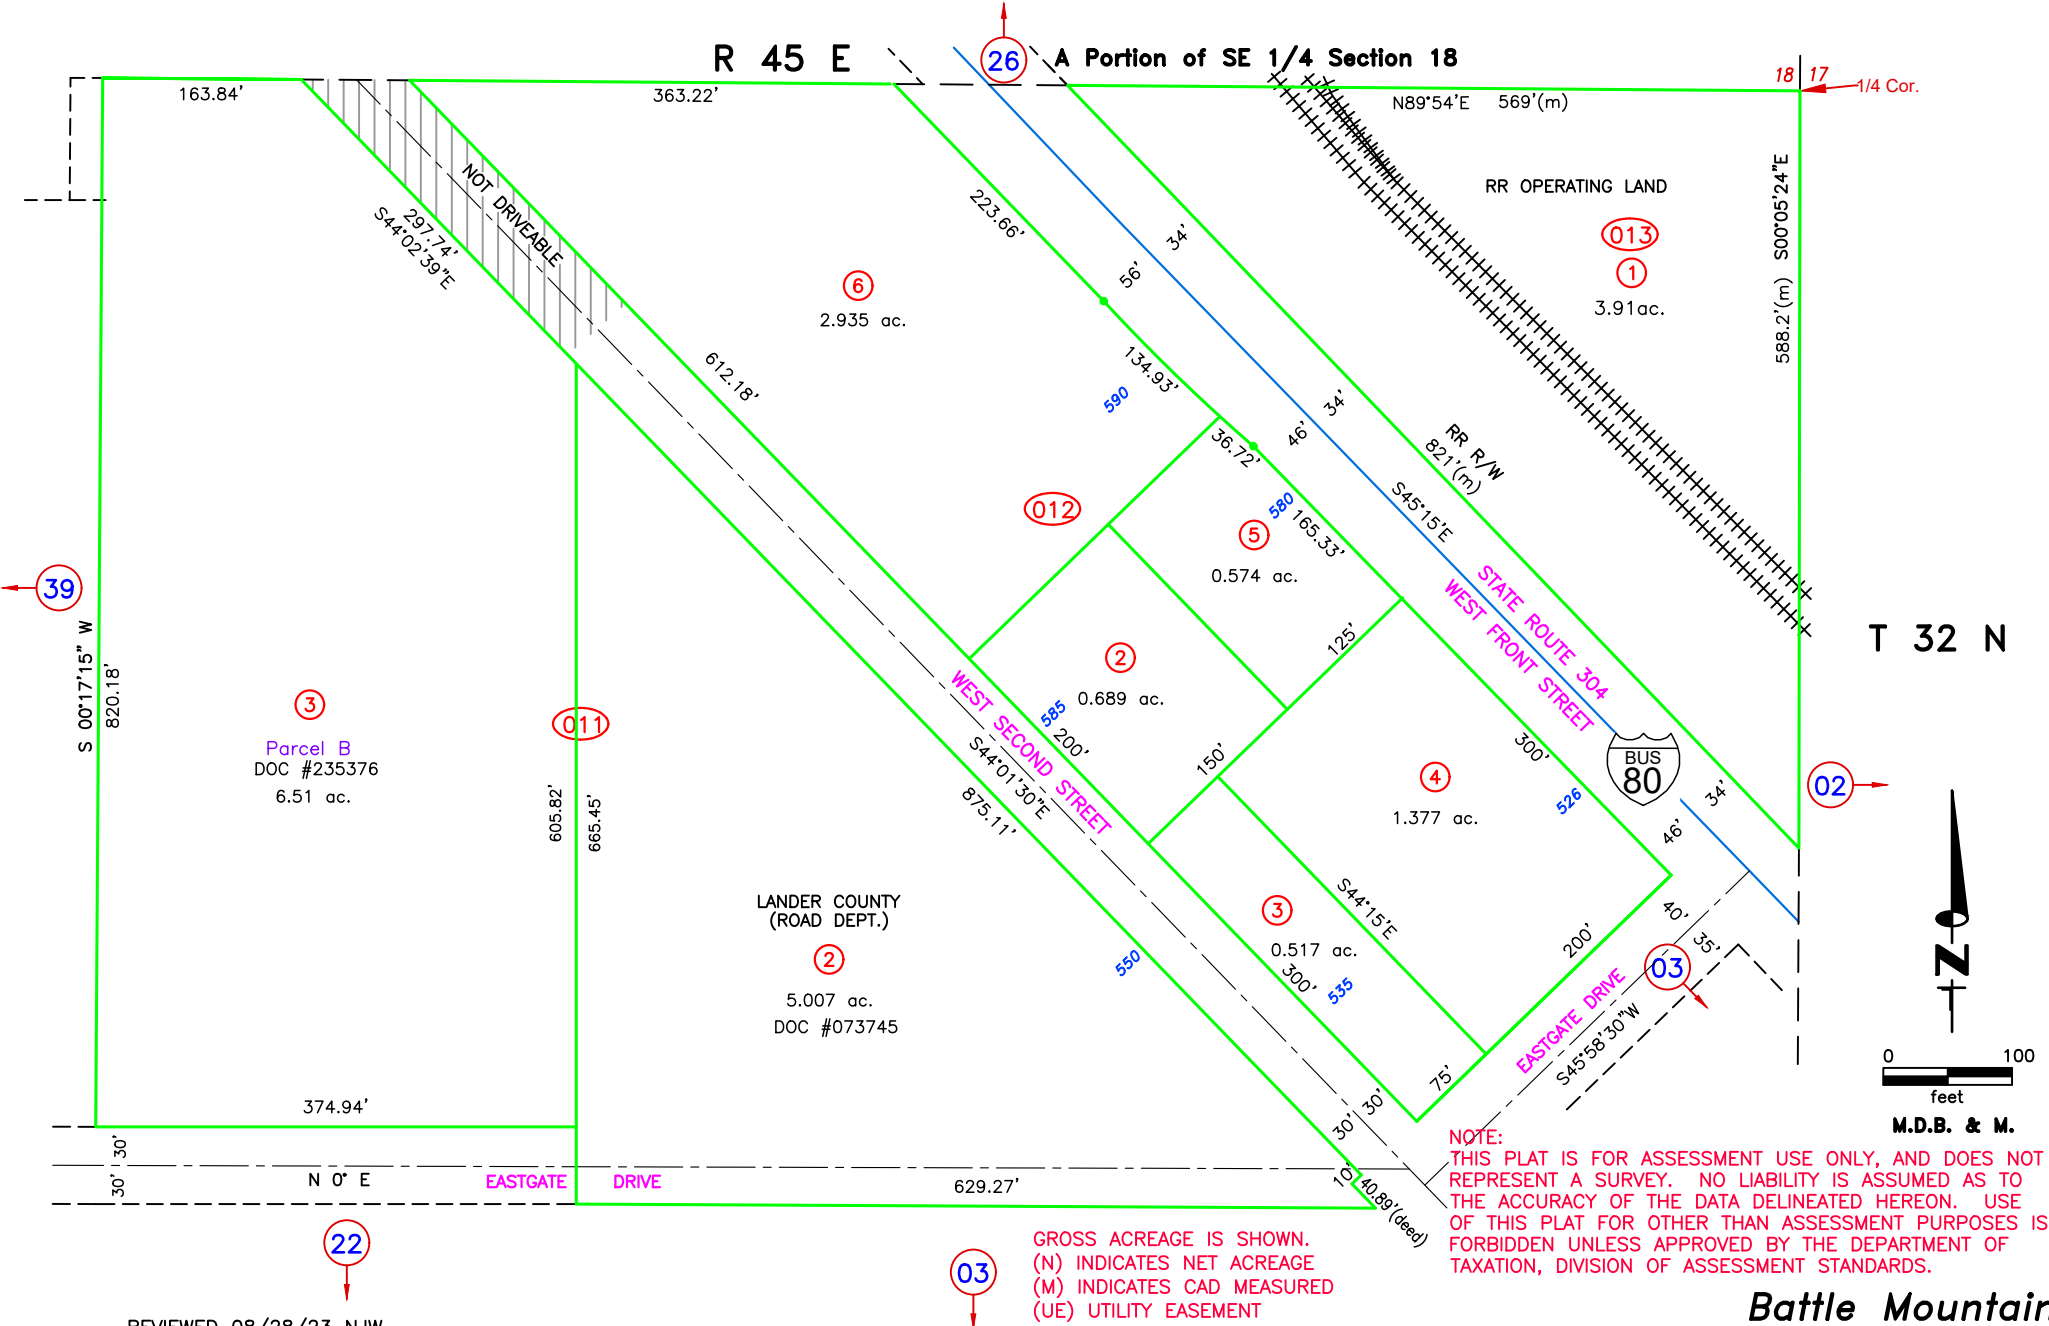 R 45 E
26
A Portion of SE 1/4 Section 18
18 17
1/4 Cor.
163.84'
363.22'
N89°54'E 569'(m)
NOT DRIVEABLE
297.74'
S44°02'39"E
223.66'
34'
56'
RR OPERATING LAND
013
1
3.91ac.
588.2'(m) S00°05'24"E
6
2.935 ac.
612.18'
134.93'
590
34'
46'
36.72'
RR R/W
821'(m)
S45°15'E
012
580
165.33'
5
0.574 ac.
39
STATE ROUTE 304
WEST FRONT STREET
T 32 N
S 00°17'15" W
820.18'
3
Parcel B
DOC #235376
6.51 ac.
011
605.82'
665.45'
2
0.689 ac.
125'
585
200'
WEST SECOND STREET
S44°01'30"E
875.11'
150'
300'
BUS
80
34'
46'
02
4
1.377 ac.
526
LANDER COUNTY
(ROAD DEPT.)
2
5.007 ac.
DOC #073745
550
3
0.517 ac.
S44°15'E
300'
535
200'
40'
35'
03
EASTGATE DRIVE
S45°58'30"W
75'
30'
30'
N
0 100
feet
M.D.B. & M.
374.94'
30'
30'
N 0° E
EASTGATE DRIVE
629.27'
10'
40.89'(deed)
22
03
NOTE:
THIS PLAT IS FOR ASSESSMENT USE ONLY, AND DOES NOT
REPRESENT A SURVEY. NO LIABILITY IS ASSUMED AS TO
THE ACCURACY OF THE DATA DELINEATED HEREON. USE
OF THIS PLAT FOR OTHER THAN ASSESSMENT PURPOSES IS
FORBIDDEN UNLESS APPROVED BY THE DEPARTMENT OF
TAXATION, DIVISION OF ASSESSMENT STANDARDS.
GROSS ACREAGE IS SHOWN.
(N) INDICATES NET ACREAGE
(M) INDICATES CAD MEASURED
(UE) UTILITY EASEMENT
Battle Mountain
REVIEWED 08/28/23 NJW